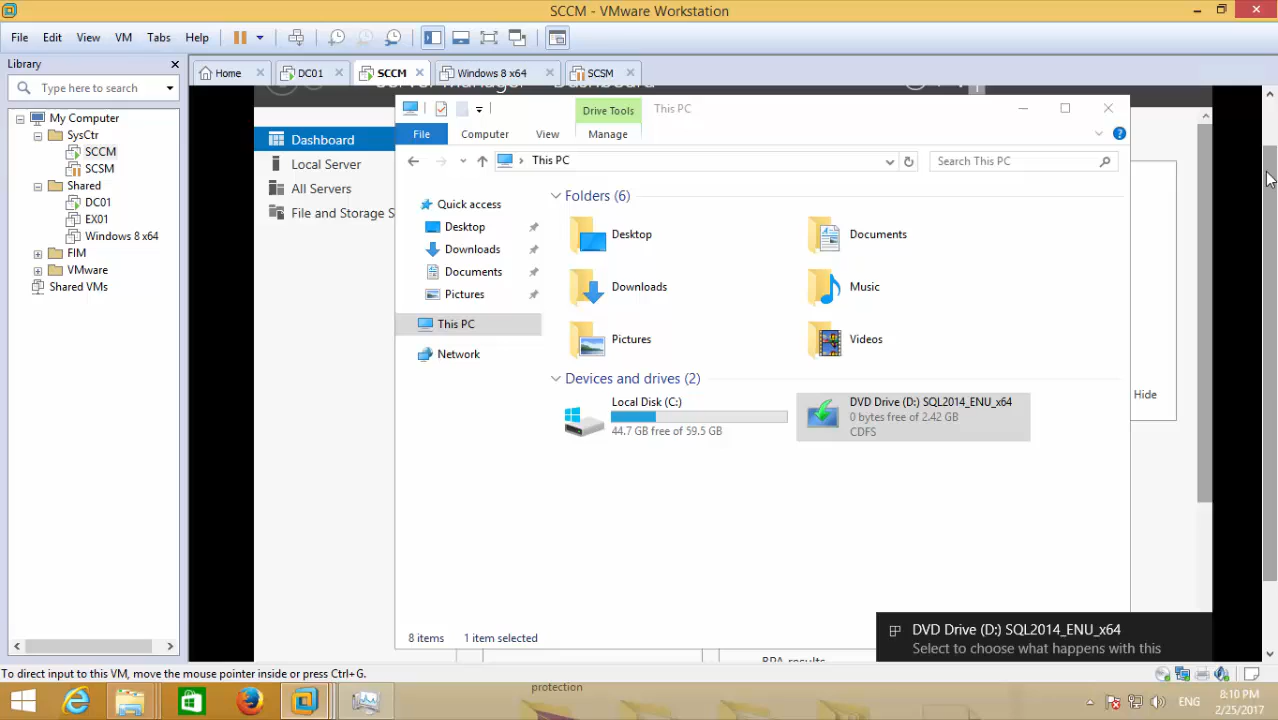 SCCM - VMware Workstation
File Edit View VM Tabs Help
Library
Type here to search
My Computer
SysCtr
SCCM
SCSM
Shared
DC01
EX01
Windows 8 x64
FIM
VMware
Shared VMs
Home DC01 SCCM Windows 8 x64 SCSM
Dashboard
Local Server
All Servers
File and Storage S
Drive Tools This PC
File Computer View Manage
This PC
Search This PC
Quick access
Desktop
Downloads
Documents
Pictures
This PC
Network
Folders (6)
Desktop
Documents
Downloads
Music
Pictures
Videos
Devices and drives (2)
Local Disk (C:)
44.7 GB free of 59.5 GB
DVD Drive (D:) SQL2014_ENU_x64
0 bytes free of 2.42 GB
CDFS
Hide
8 items 1 item selected
DVD Drive (D:) SQL2014_ENU_x64
Select to choose what happens with this
BPA results
To direct input to this VM, move the mouse pointer inside or press Ctrl+G.
protection
ENG
8:10 PM
2/25/2017